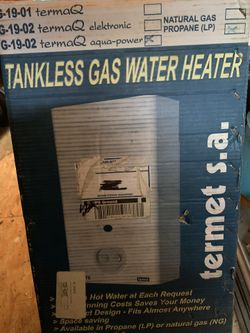 G-19-01 termaQ
G-19-02 termaQ elektronic
G-19-02 termaQ aqua-power
NATURAL GAS
PROPANE (LP)
TANKLESS GAS WATER HEATER
termet s.a.
Hot Water at Each Request
nning Costs Saves Your Money
et Design - Fits Almost Anywhere
Space saving
Available in Propane (LP) or natural gas (NG)